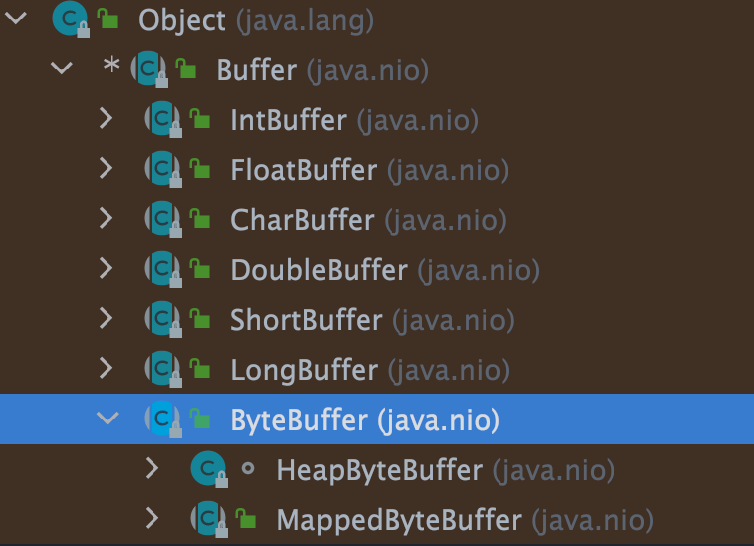 Object (java.lang)
* Buffer (java.nio)
IntBuffer (java.nio)
FloatBuffer (java.nio)
CharBuffer (java.nio)
DoubleBuffer (java.nio)
ShortBuffer (java.nio)
LongBuffer (java.nio)
ByteBuffer (java.nio)
HeapByteBuffer (java.nio)
MappedByteBuffer (java.nio)